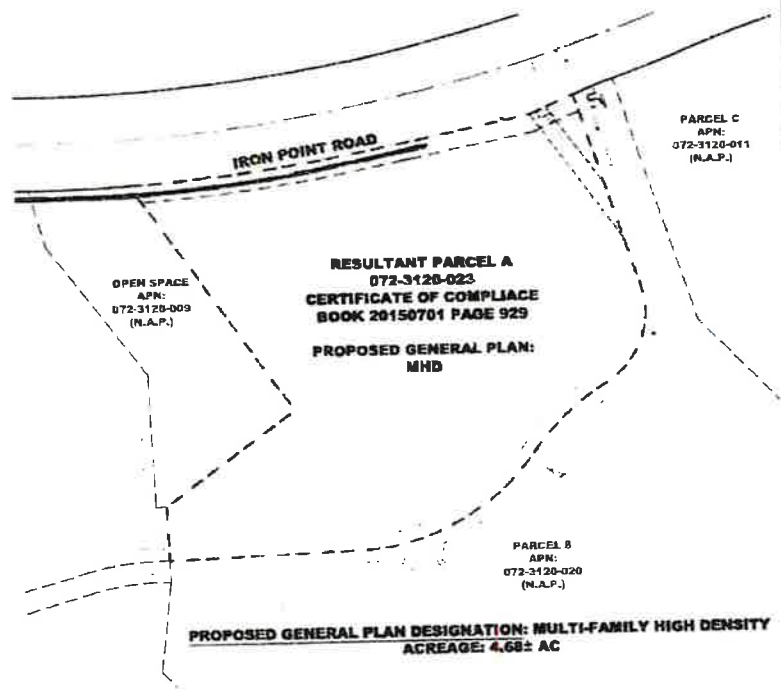 IRON POINT ROAD
PARCEL C
APN:
072-3120-011
(N.A.P.)
OPEN SPACE
APN:
072-3120-009
(N.A.P.)
RESULTANT PARCEL A
072-3120-023
CERTIFICATE OF COMPLIACE
BOOK 20150701 PAGE 929
PROPOSED GENERAL PLAN:
MHD
PARCEL B
APN:
072-3120-020
(N.A.P.)
PROPOSED GENERAL PLAN DESIGNATION: MULTI-FAMILY HIGH DENSITY
ACREAGE: 4.68± AC